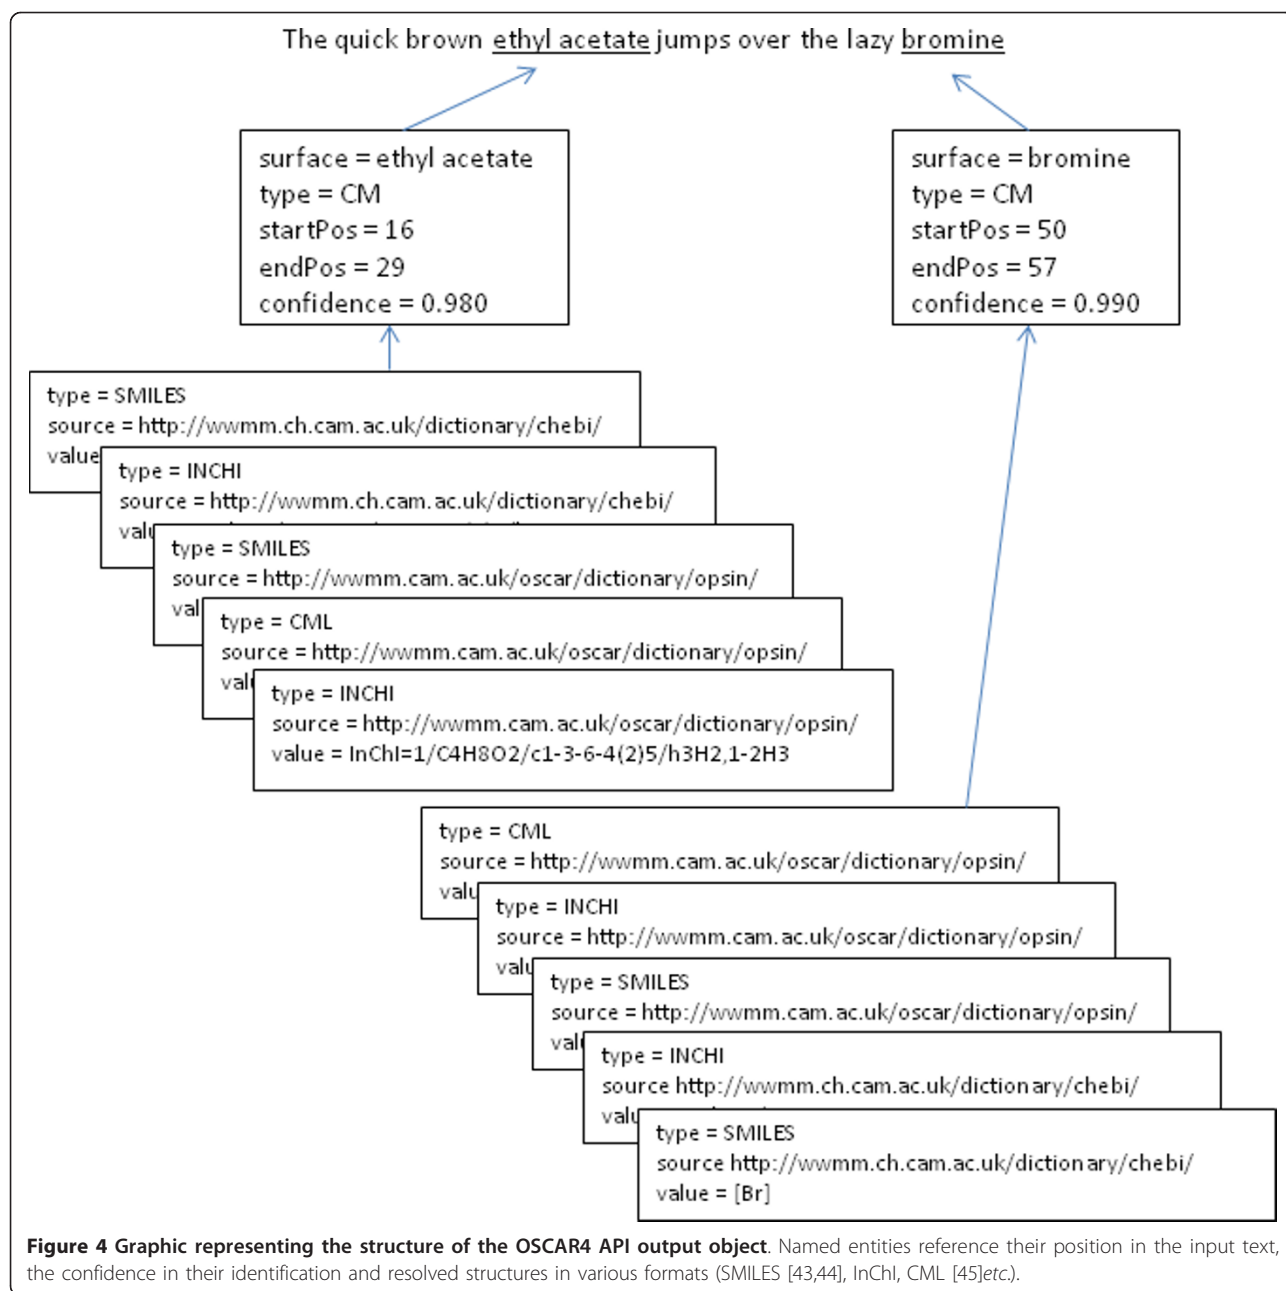 The quick brown ethyl acetate jumps over the lazy bromine
surface = ethyl acetate
type = CM
startPos = 16
endPos = 29
confidence = 0.980
surface = bromine
type = CM
startPos = 50
endPos = 57
confidence = 0.990
type = SMILES
source = http://wwmm.ch.cam.ac.uk/dictionary/chebi/
value
type = INCHI
source = http://wwmm.ch.cam.ac.uk/dictionary/chebi/
valu
type = SMILES
source = http://wwmm.cam.ac.uk/oscar/dictionary/opsin/
val
type = CML
source = http://wwmm.cam.ac.uk/oscar/dictionary/opsin/
valu
type = INCHI
source = http://wwmm.cam.ac.uk/oscar/dictionary/opsin/
value = InChI=1/C4H8O2/c1-3-6-4(2)5/h3H2,1-2H3
type = CML
source = http://wwmm.cam.ac.uk/oscar/dictionary/opsin/
valu
type = INCHI
source = http://wwmm.cam.ac.uk/oscar/dictionary/opsin/
valu
type = SMILES
source = http://wwmm.cam.ac.uk/oscar/dictionary/opsin/
valu
type = INCHI
source http://wwmm.ch.cam.ac.uk/dictionary/chebi/
valu
type = SMILES
source http://wwmm.ch.cam.ac.uk/dictionary/chebi/
value = [Br]
Figure 4 Graphic representing the structure of the OSCAR4 API output object. Named entities reference their position in the input text,
the confidence in their identification and resolved structures in various formats (SMILES [43,44], InChI, CML [45]etc.).